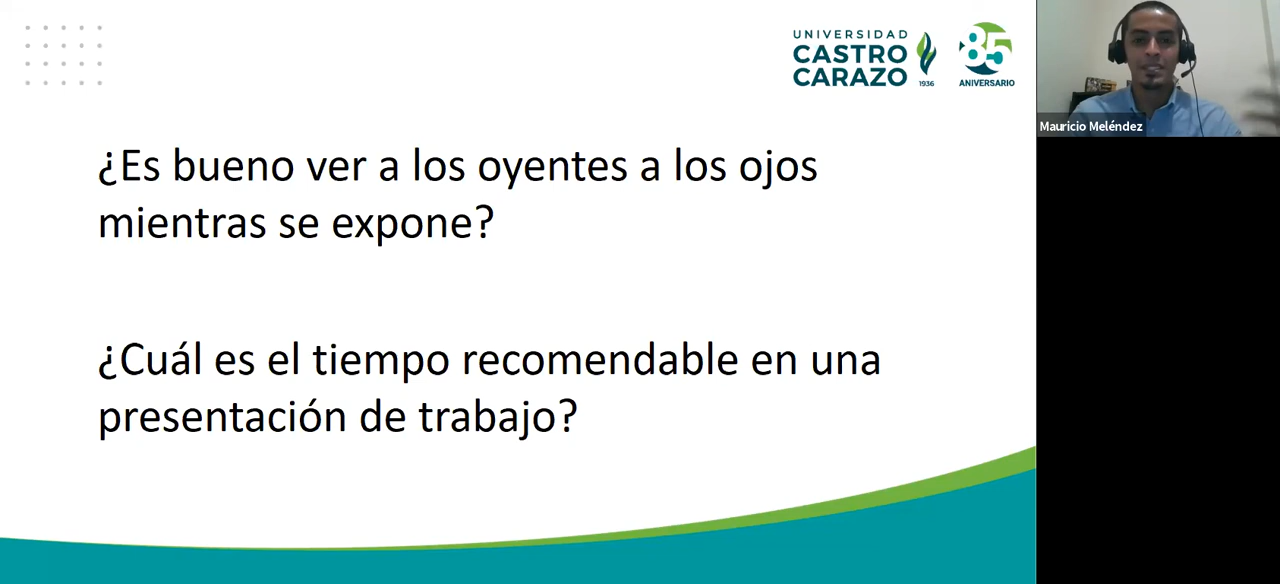 UNIVERSIDAD
CASTRO
CARAZO
1936
85
ANIVERSARIO
Mauricio Meléndez
¿Es bueno ver a los oyentes a los ojos
mientras se expone?
¿Cuál es el tiempo recomendable en una
presentación de trabajo?